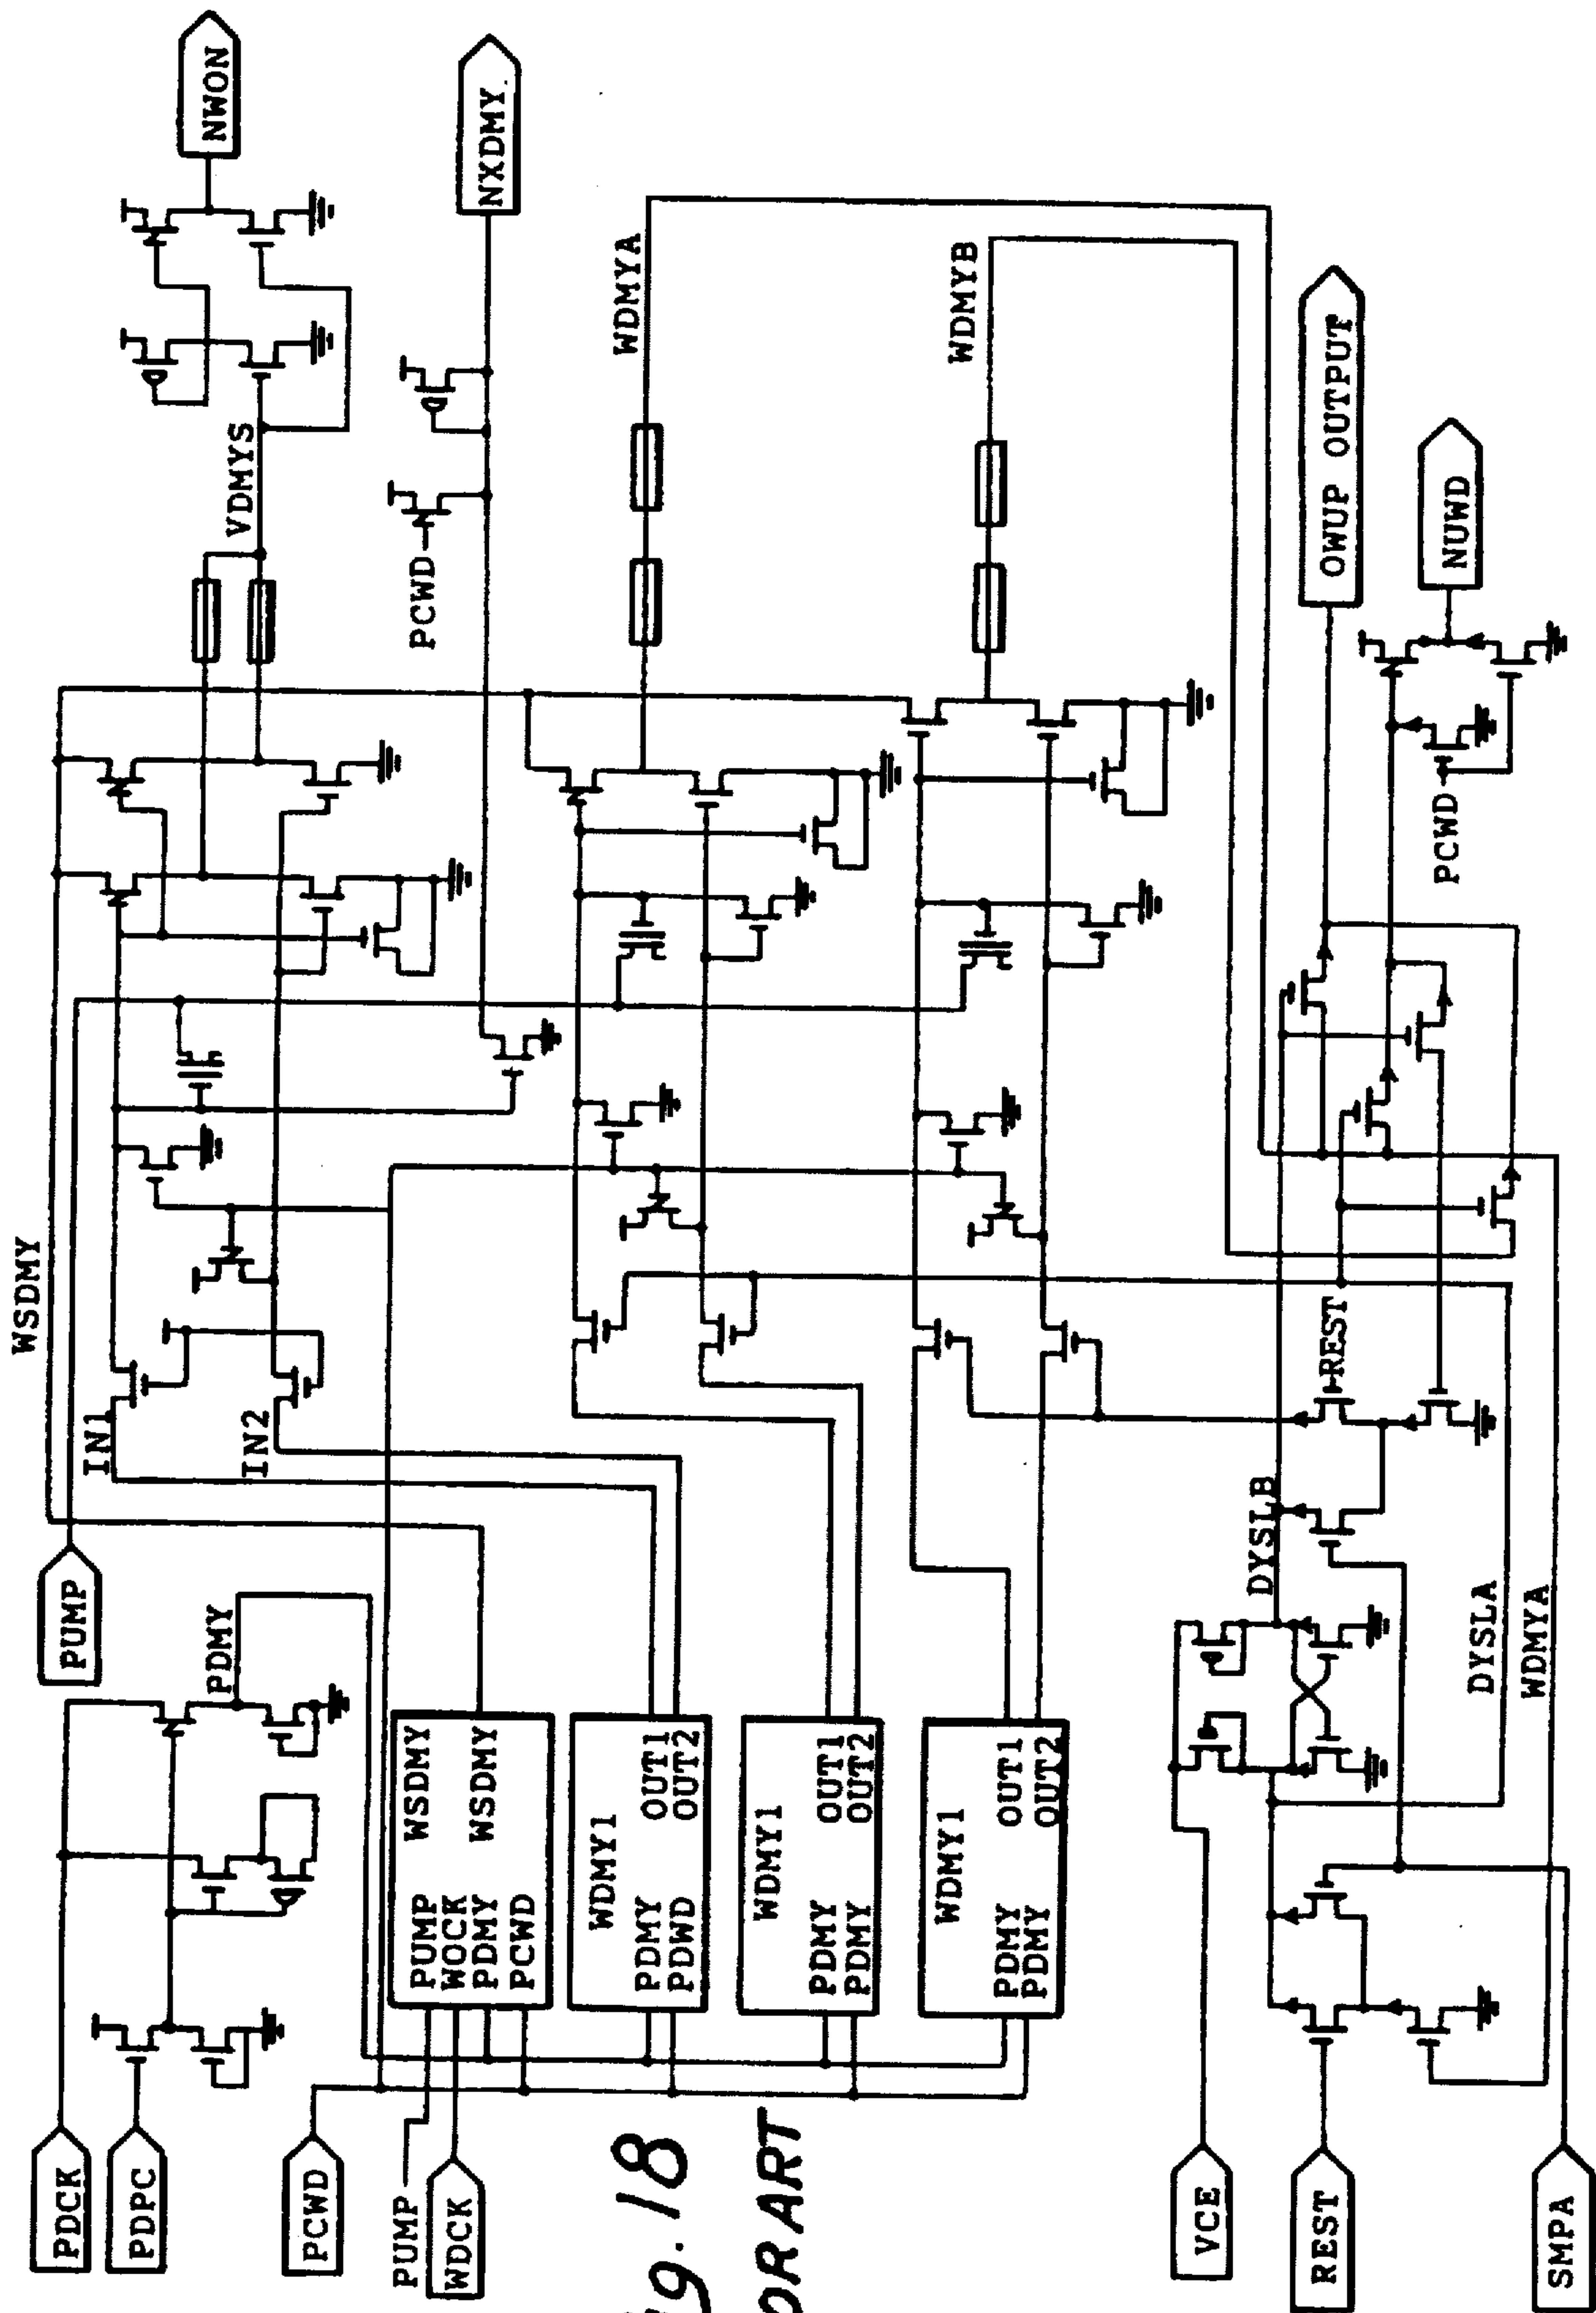 PDCK
PDPC
PCWD
PUMP
WDCK
PUMP
PDMY
WSDMY
IN1
IN2
VDMYS
NWON
PCWD
NXDMY
WDMYA
WDMYB
PUMP
WOCK
PDMY
PCWD
WSDMY
WSDMY
WDMY1
PDMY
PDWD
OUT1
OUT2
WDMY1
PDMY
PDMY
OUT1
OUT2
WDMY1
PDMY
PDMY
OUT1
OUT2
VCE
REST
SMPA
DYSLB
REST
DYSLA
WDMYA
OWUP OUTPUT
PCWD
NUWD
18
ART